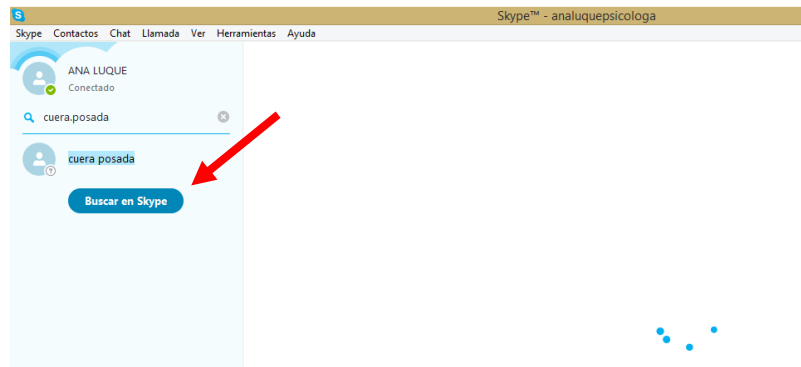 S Skype™ - analuquepsicologa
Skype Contactos Chat Llamada Ver Herramientas Ayuda
ANA LUQUE
Conectado
cuera.posada
cuera posada
?
Buscar en Skype